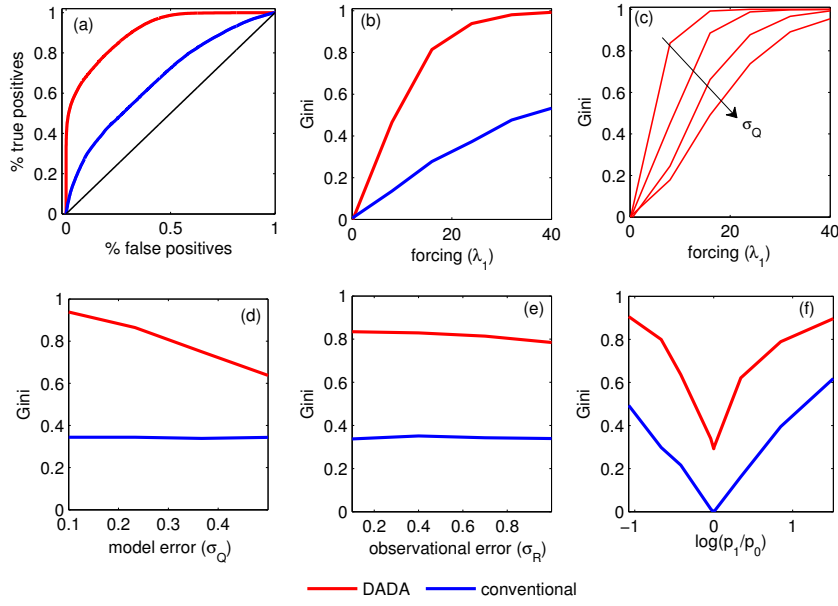 (a)
% true positives
1
0.8
0.6
0.4
0.2
0
0 0.5 1
% false positives
(b)
Gini
1
0.8
0.6
0.4
0.2
0
0 20 40
forcing (λ1)
(c)
Gini
1
0.8
0.6
0.4
0.2
0
σQ
0 10 20 30 40
forcing (λ1)
(d)
Gini
1
0.8
0.6
0.4
0.2
0
0.1 0.2 0.3 0.4
model error (σQ)
(e)
Gini
1
0.8
0.6
0.4
0.2
0
0.2 0.4 0.6 0.8
observational error (σR)
(f)
Gini
1
0.8
0.6
0.4
0.2
0
−1 0 1
log(p1/p0)
DADA conventional